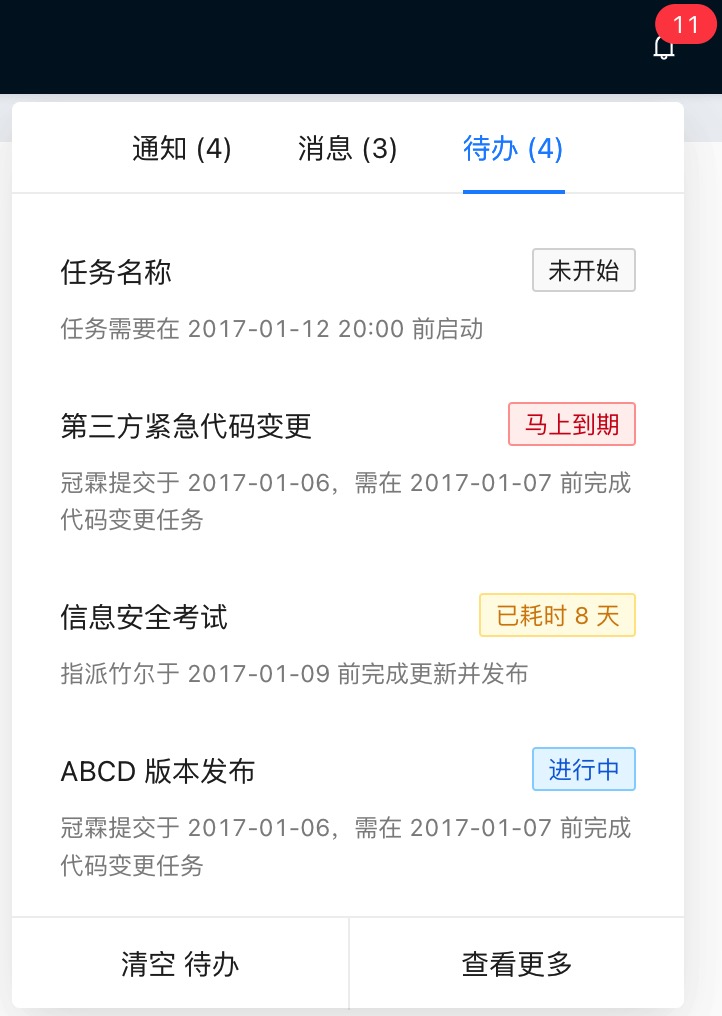 11
通知 (4) 消息 (3) 待办 (4)
任务名称 未开始
任务需要在 2017-01-12 20:00 前启动
第三方紧急代码变更 马上到期
冠霖提交于 2017-01-06，需在 2017-01-07 前完成
代码变更任务
信息安全考试 已耗时 8 天
指派竹尔于 2017-01-09 前完成更新并发布
ABCD 版本发布 进行中
冠霖提交于 2017-01-06，需在 2017-01-07 前完成
代码变更任务
清空 待办 查看更多